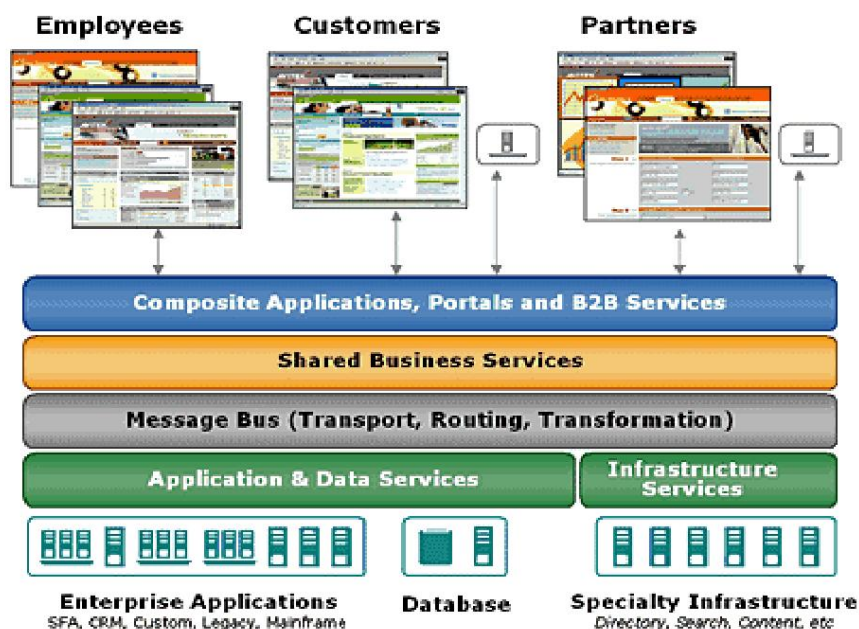 Employees
Customers
Partners
Composite Applications, Portals and B2B Services
Shared Business Services
Message Bus (Transport, Routing, Transformation)
Application & Data Services
Infrastructure
Services
Enterprise Applications
SFA, CRM, Custom, Legacy, Mainframe
Database
Specialty Infrastructure
Directory, Search, Content, etc